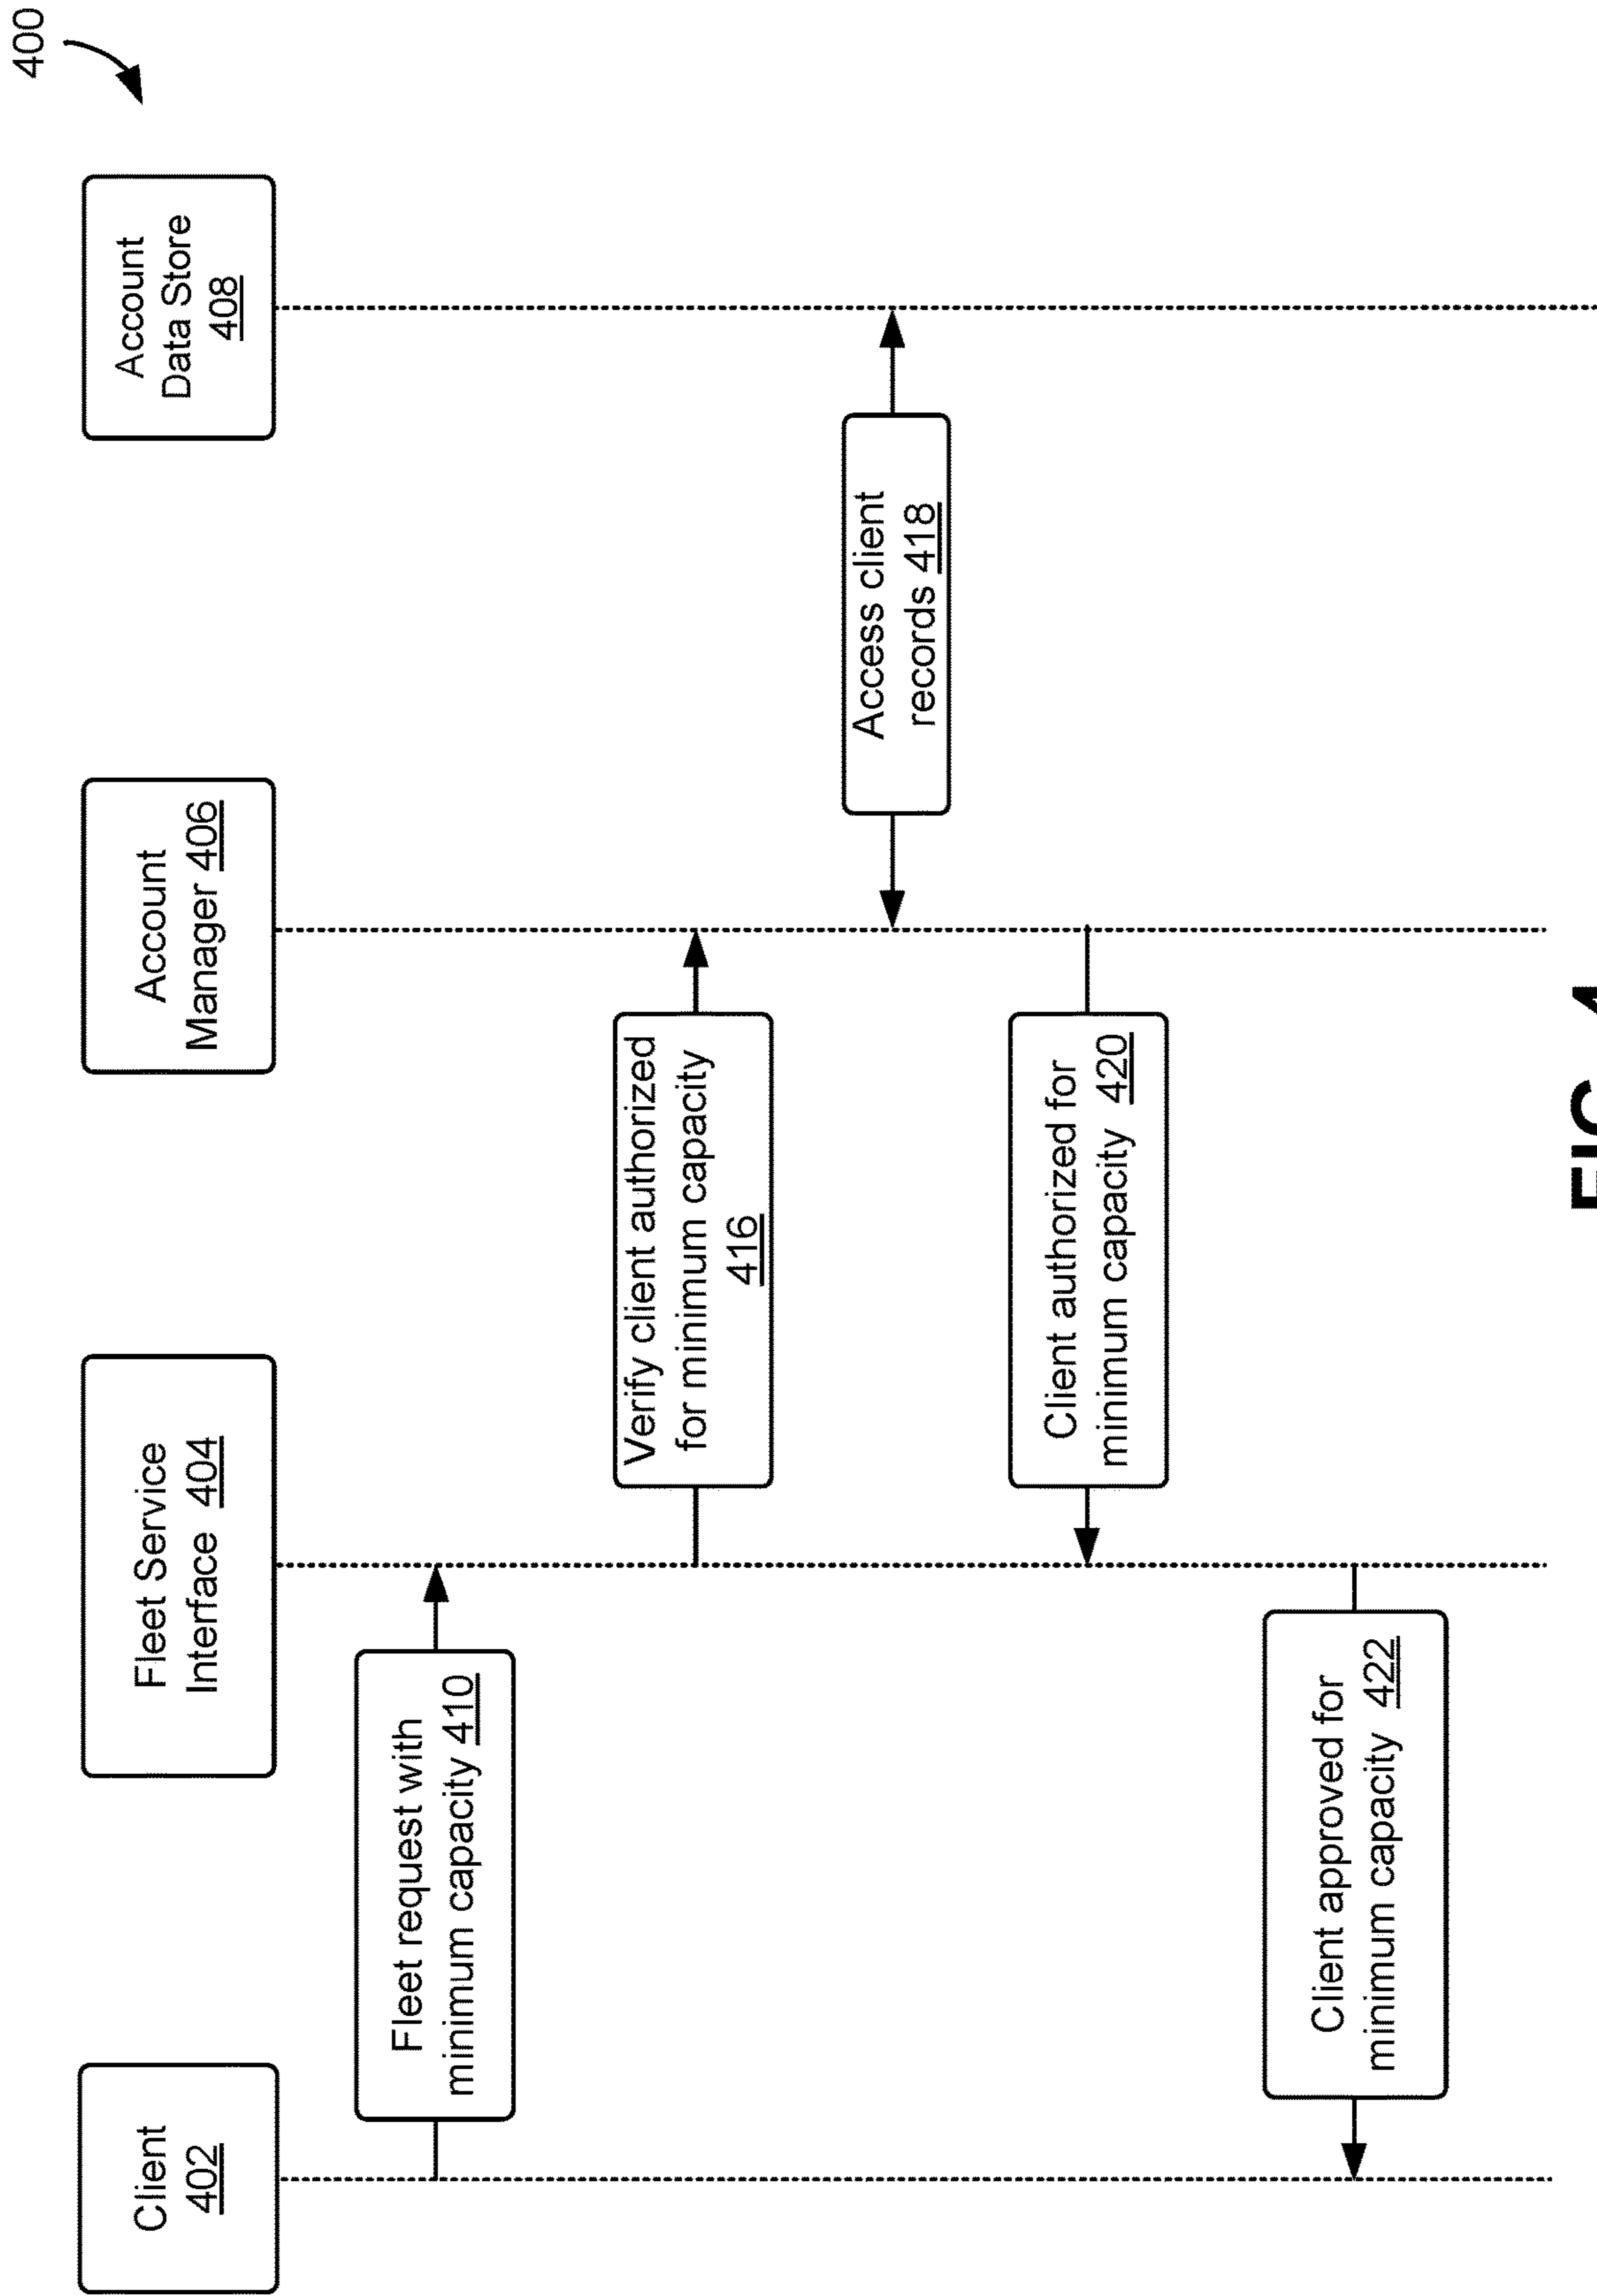 400
Client
402
Fleet Service
Interface 404
Account
Manager 406
Account
Data Store
408
Fleet request with
minimum capacity 410
Verify client authorized
for minimum capacity
416
Access client
records 418
Client authorized for
minimum capacity 420
Client approved for
minimum capacity 422
FIG. 4